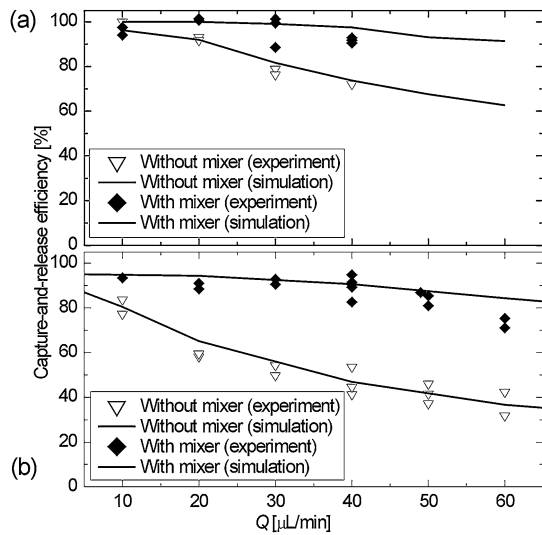 (a)
100
80
60
40
20
0
Without mixer (experiment)
Without mixer (simulation)
With mixer (experiment)
With mixer (simulation)
Capture-and-release efficiency [%]
(b)
100
80
60
40
20
0
Without mixer (experiment)
Without mixer (simulation)
With mixer (experiment)
With mixer (simulation)
10 20 30 40 50 60
Q [μL/min]